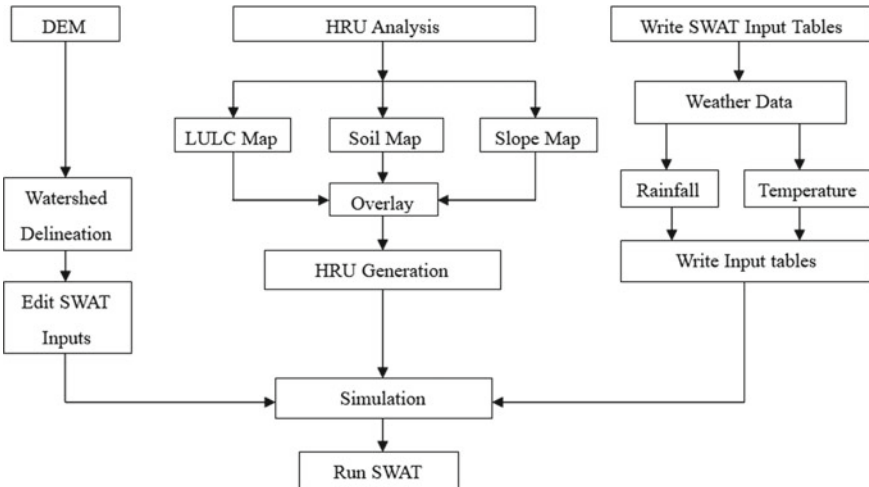 DEM
HRU Analysis
Write SWAT Input Tables
Weather Data
LULC Map
Soil Map
Slope Map
Rainfall
Temperature
Watershed
Delineation
Overlay
HRU Generation
Write Input tables
Edit SWAT
Inputs
Simulation
Run SWAT